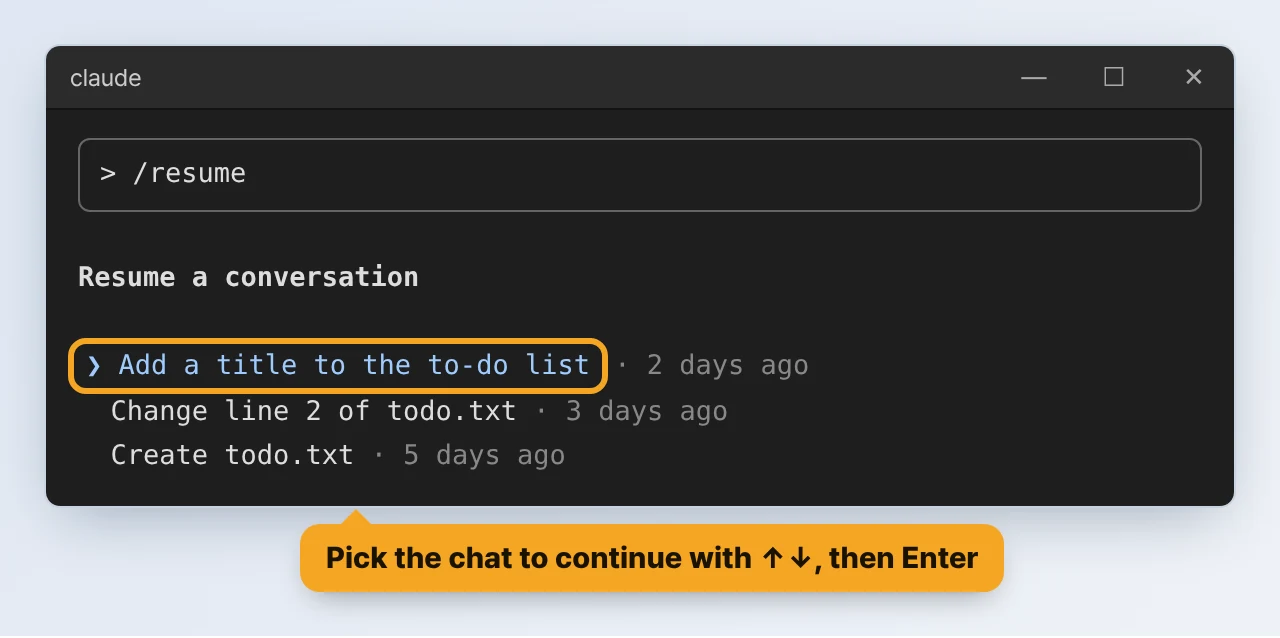 claude
> /resume
Resume a conversation
❯ Add a title to the to-do list · 2 days ago
Change line 2 of todo.txt · 3 days ago
Create todo.txt · 5 days ago
Pick the chat to continue with ↑↓, then Enter